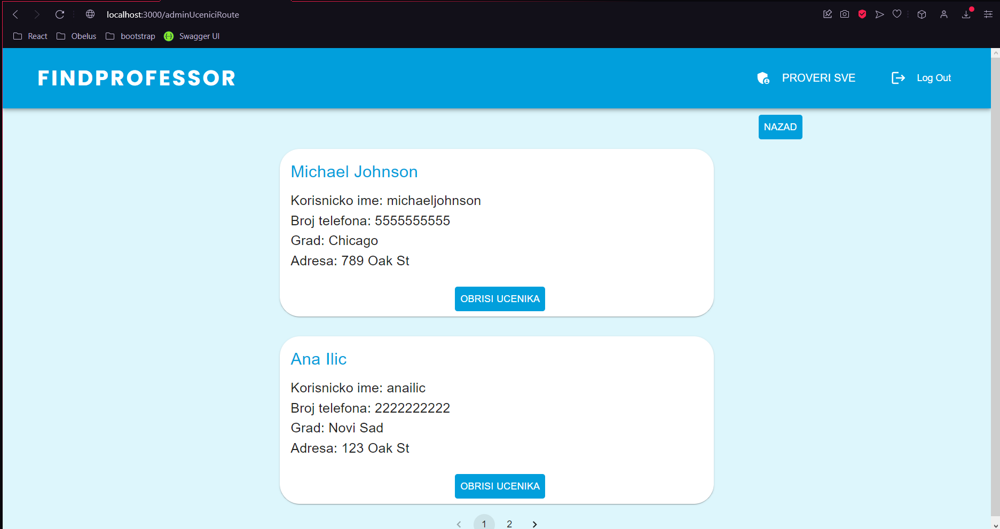 localhost:3000/adminUceniciRoute
React Obelus bootstrap Swagger UI
FINDPROFESSOR PROVERI SVE Log Out
NAZAD
Michael Johnson
Korisnicko ime: michaeljohnson
Broj telefona: 5555555555
Grad: Chicago
Adresa: 789 Oak St
OBRISI UCENIKA
Ana Ilic
Korisnicko ime: anailic
Broj telefona: 2222222222
Grad: Novi Sad
Adresa: 123 Oak St
OBRISI UCENIKA
1 2